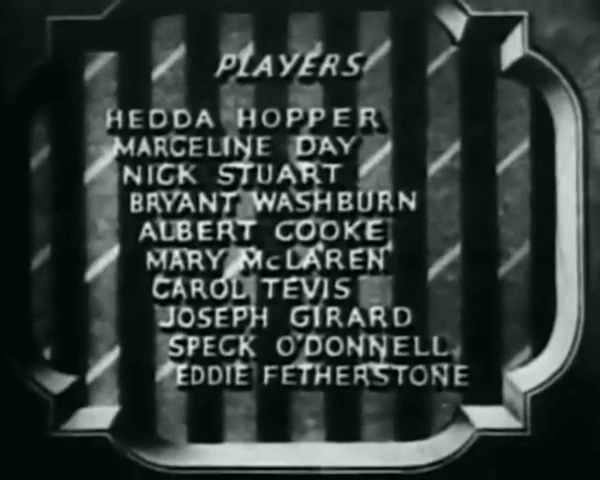 PLAYERS
HEDDA HOPPER
MARCELINE DAY
NICK STUART
BRYANT WASHBURN
ALBERT COOKE
MARY McLAREN
CAROL TEVIS
JOSEPH GIRARD
SPECK O'DONNELL
EDDIE FETHERSTONE